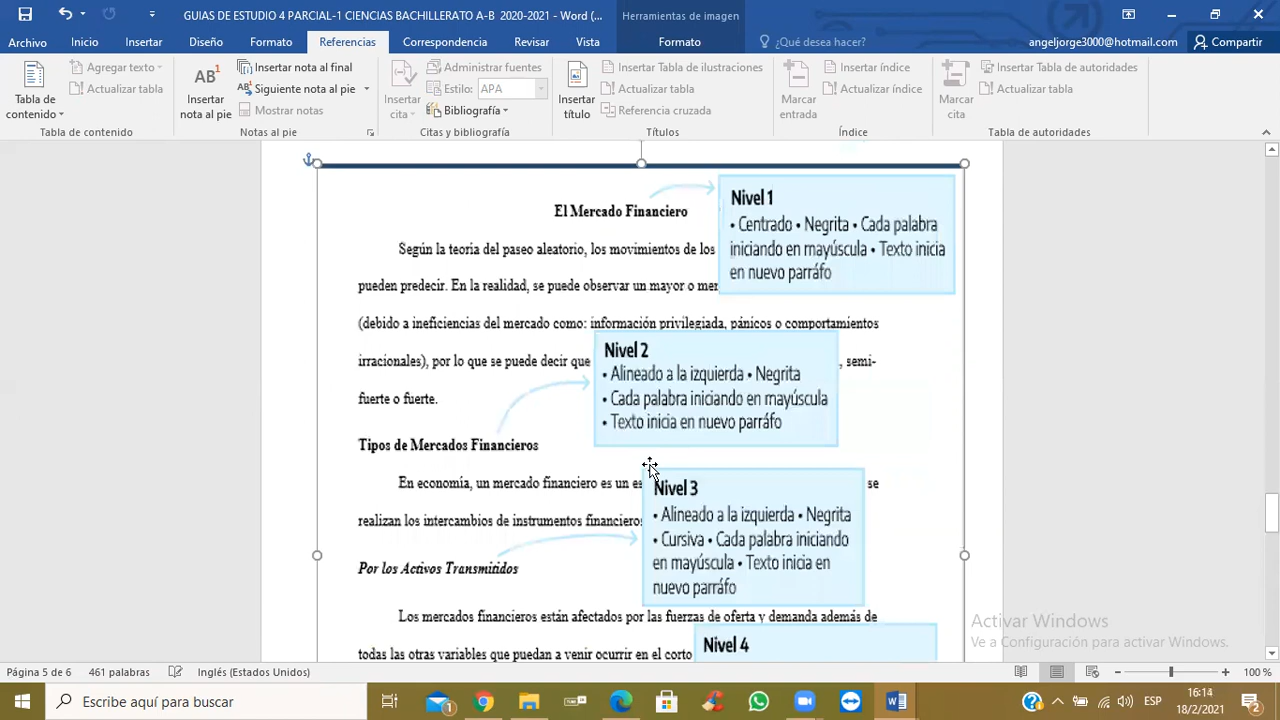 GUIAS DE ESTUDIO 4 PARCIAL-1 CIENCIAS BACHILLERATO A-B 2020-2021 - Word (...
Herramientas de imagen
Archivo Inicio Insertar Diseño Formato Referencias Correspondencia Revisar Vista Formato ¿Qué desea hacer? angeljorge3000@hotmail.com Compartir
Tabla de contenido
Agregar texto
Actualizar tabla
Tabla de contenido
AB1
Insertar nota al pie
Insertar nota al final
Siguiente nota al pie
Mostrar notas
Notas al pie
Insertar cita
Administrar fuentes
Estilo: APA
Bibliografía
Citas y bibliografía
Insertar título
Insertar Tabla de ilustraciones
Actualizar tabla
Referencia cruzada
Títulos
Marcar entrada
Insertar índice
Actualizar índice
Índice
Marcar cita
Insertar Tabla de autoridades
Actualizar tabla
Tabla de autoridades
El Mercado Financiero
Nivel 1
• Centrado • Negrita • Cada palabra
iniciando en mayúscula • Texto inicia
en nuevo parráfo
Según la teoria del paseo aleatorio, los movimientos de los
pueden predecir. En la realidad, se puede observar un mayor o
(debido a ineficiencias del mercado como: información privilegiada, pánicos o comportamientos
irracionales), por lo que se puede decir que , semi-
fuerte o fuerte.
Nivel 2
• Alineado a la izquierda • Negrita
• Cada palabra iniciando en mayúscula
• Texto inicia en nuevo parráfo
Tipos de Mercados Financieros
En economía, un mercado financiero es un se
realizan los intercambios de instrumentos financieros
Nivel 3
• Alineado a la izquierda • Negrita
• Cursiva • Cada palabra iniciando
en mayúscula • Texto inicia en
nuevo parráfo
Por los Activos Transmitidos
Los mercados financieros están afectados por las fuerzas de oferta y demanda además de
todas las otras variables que puedan a venir ocurrir en el corto
Nivel 4
Activar Windows
Ve a Configuración para activar Windows.
Página 5 de 6 461 palabras Inglés (Estados Unidos) 100 %
Escribe aquí para buscar
ESP
16:14
18/2/2021